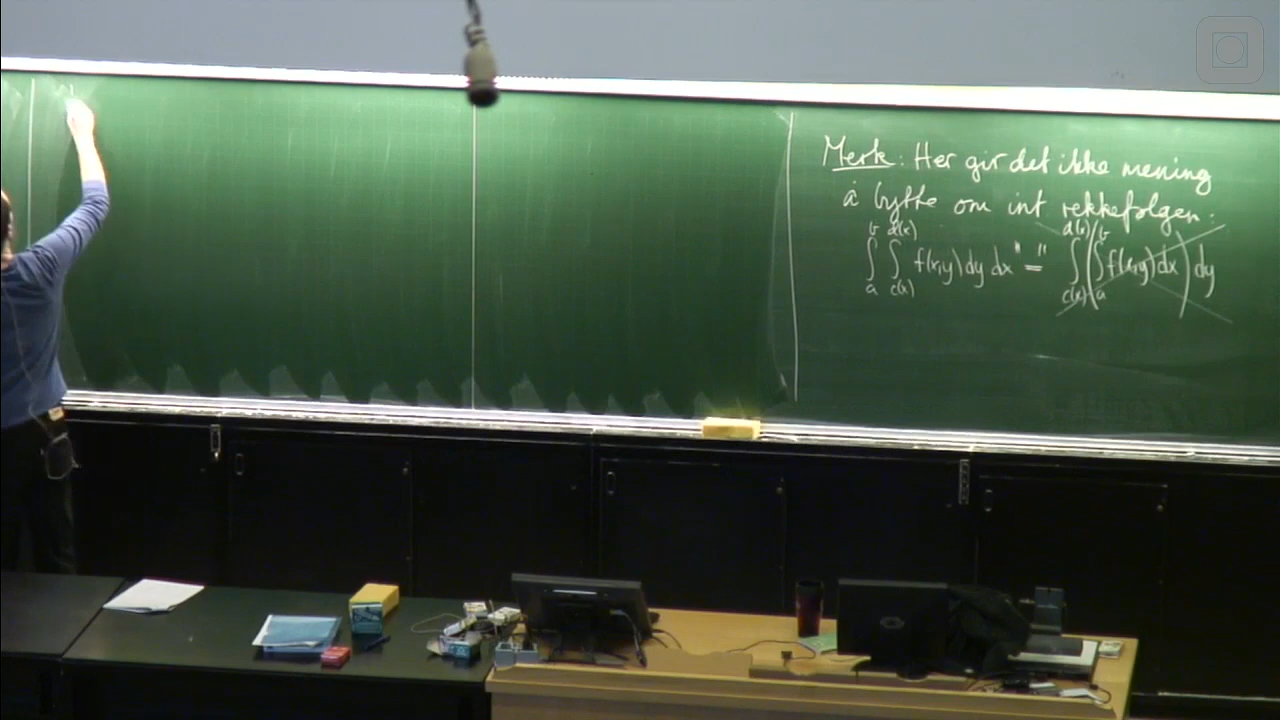 Merk: Her gir det ikke mening
å bytte om int rekkefølgen:
∫_a^b ∫_{c(x)}^{d(x)} f(x,y) dy dx "=" ∫_{c(x)}^{d(x)} (∫_a^b f(x,y) dx) dy